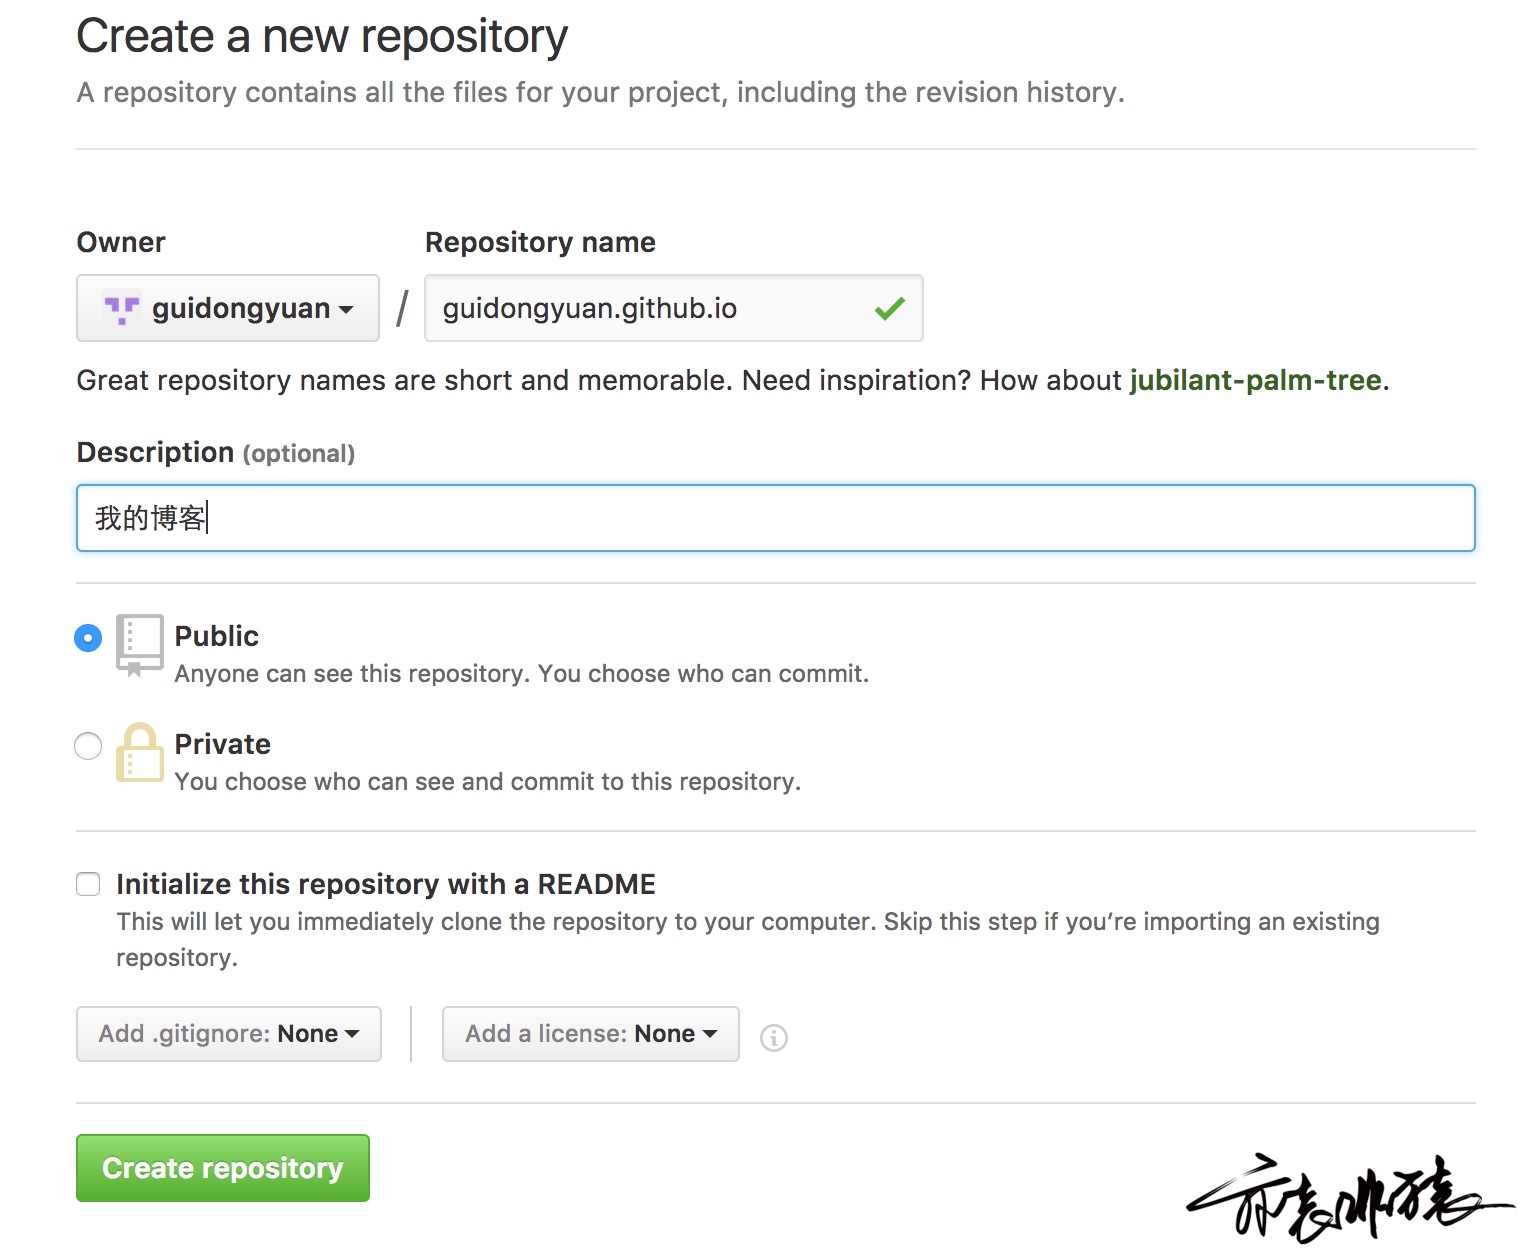 Create a new repository
A repository contains all the files for your project, including the revision history.
Owner
Repository name
guidongyuan
/
guidongyuan.github.io
Great repository names are short and memorable. Need inspiration? How about jubilant-palm-tree.
Description (optional)
我的博客
Public
Anyone can see this repository. You choose who can commit.
Private
You choose who can see and commit to this repository.
Initialize this repository with a README
This will let you immediately clone the repository to your computer. Skip this step if you’re importing an existing
repository.
Add .gitignore: None
Add a license: None
Create repository